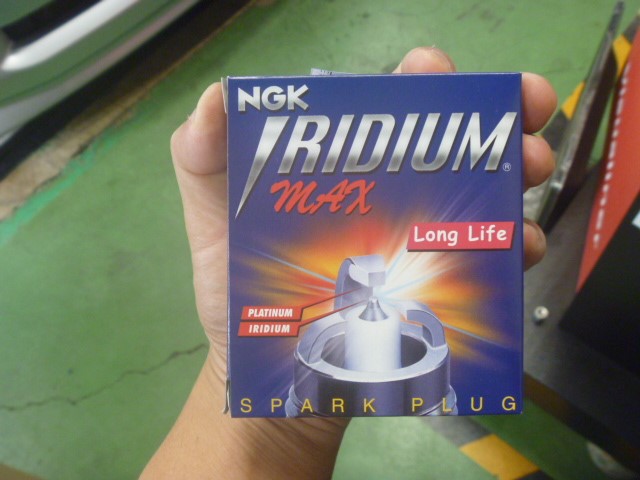 NGK
IRIDIUM®
MAX
Long Life
PLATINUM
IRIDIUM
SPARK PLUG